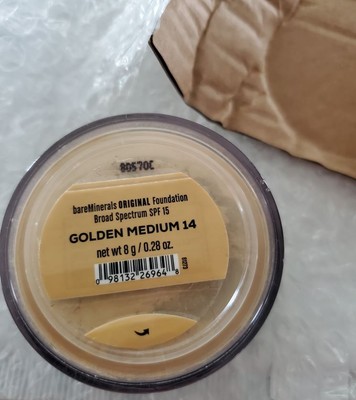 80570C
bareMinerals ORIGINAL Foundation
Broad Spectrum SPF 15
GOLDEN MEDIUM 14
net wt 8 g / 0.28 oz.
0 98132 26964 8